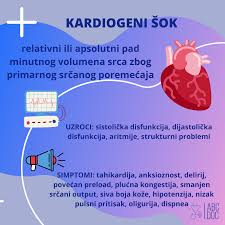 KARDIOGENI ŠOK
relativni ili apsolutni pad
minutnog volumena srca zbog
primarnog srčanog poremećaja
UZROCI: sistolička disfunkcija, dijastolička
disfunkcija, aritmije, strukturni problemi
SIMPTOMI: tahikardija, anksioznost, delirij,
povećan preload, plućna kongestija, smanjen
srčani output, siva boja kože, hipotenzija, nizak
pulsni pritisak, oligurija, dispnea
ABC
DOC